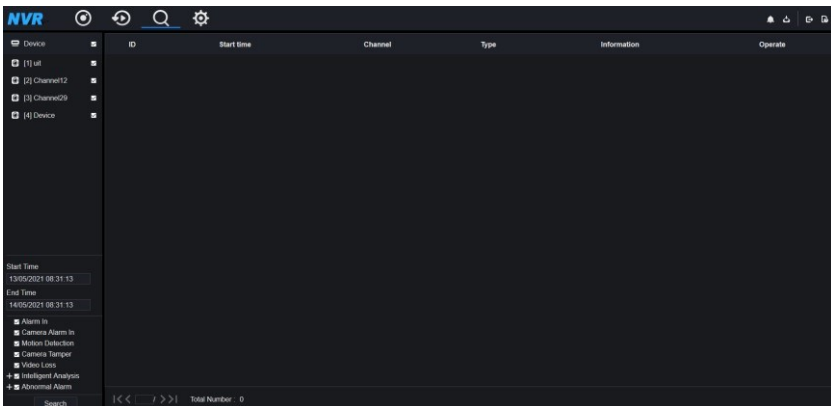 NVR
Device
ID Start time Channel Type Information Operate
[1] uit
[2] Channel12
[3] Channel29
[4] Device
Start Time
13/05/2021 08:31:13
End Time
14/05/2021 08:31:13
Alarm In
Camera Alarm In
Motion Detection
Camera Tamper
Video Loss
Intelligent Analysis
Abnormal Alarm
Search
/ Total Number : 0